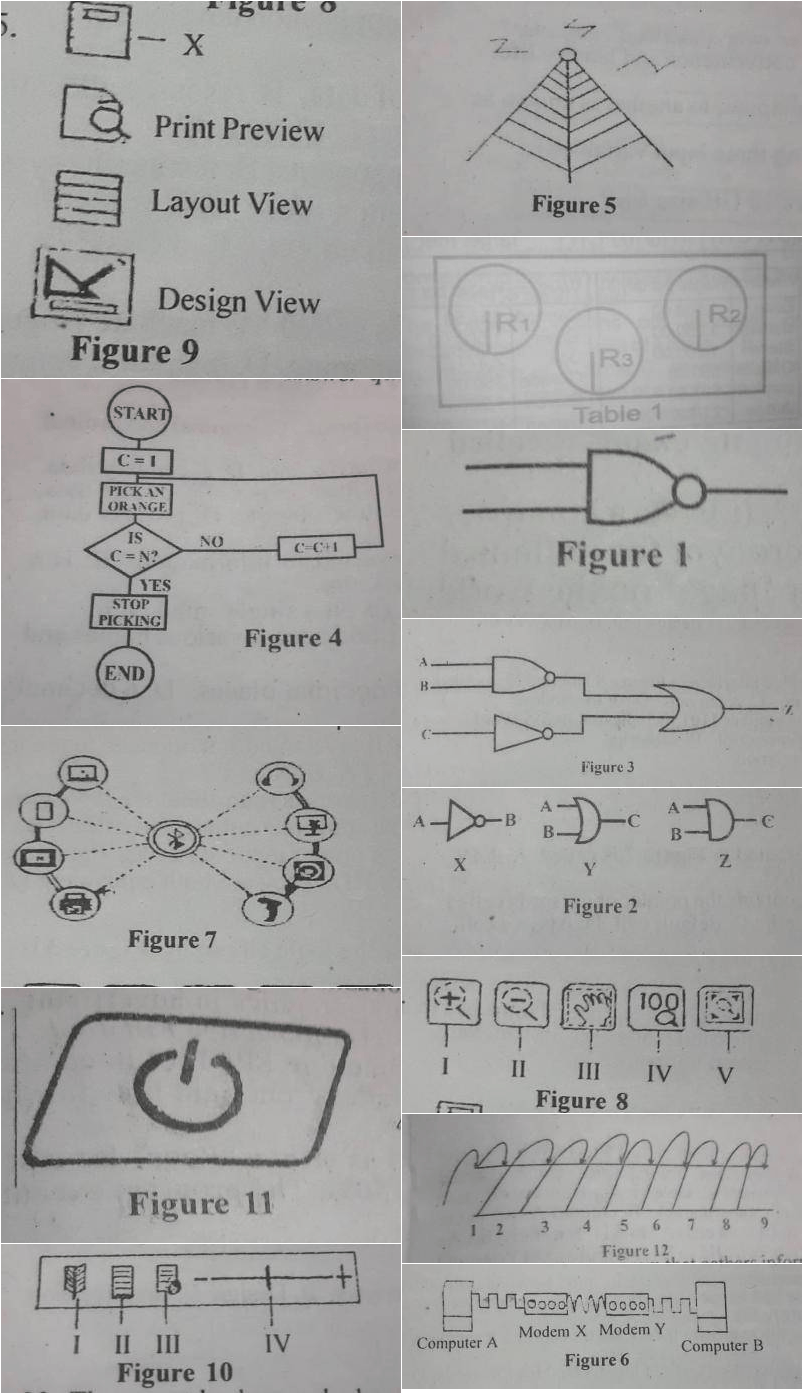 Figure 8
5.
X
Print Preview
Layout View
Design View
Figure 9
START
C = 1
PICK AN
ORANGE
IS
C = N?
NO
C=C+1
YES
STOP
PICKING
END
Figure 4
Figure 7
Figure 11
I II III IV
Figure 10
Figure 5
R1
R2
R3
Table 1
Figure 1
A
B
C
Z
Figure 3
A B
A
B C
A
B C
X Y Z
Figure 2
100
I II III IV V
Figure 8
1 2 3 4 5 6 7 8 9
Figure 12
Computer A Modem X Modem Y Computer B
Figure 6